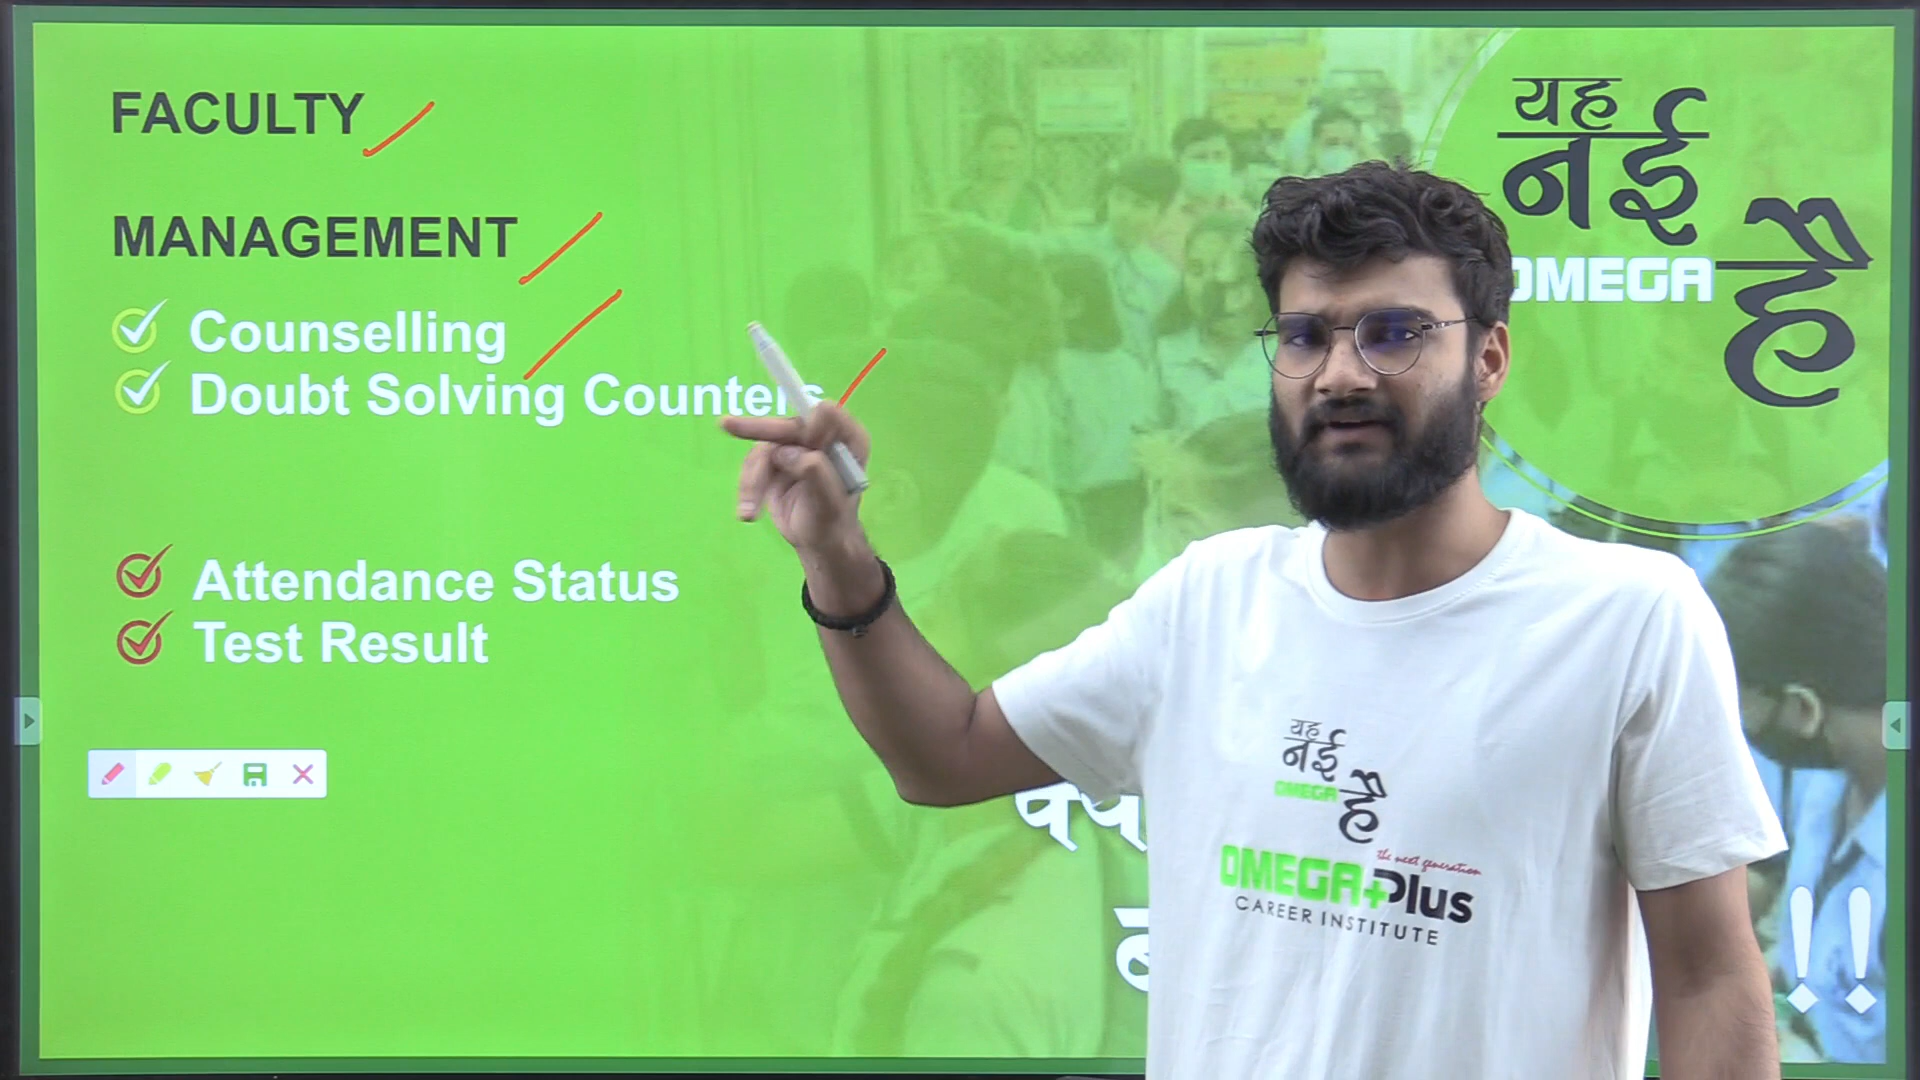 FACULTY
MANAGEMENT
Counselling
Doubt Solving Counters
Attendance Status
Test Result
यह
नई
OMEGA
है
!!
यह
नई
OMEGA
है
the next generation
OMEGA+Plus
CAREER INSTITUTE